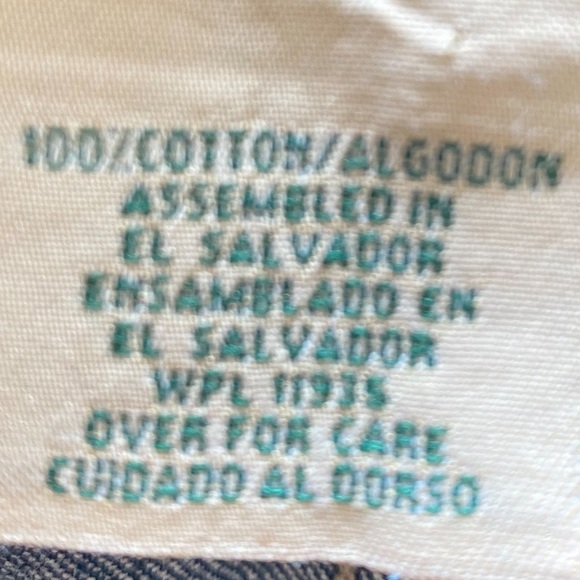 100% COTTON/ALGODON
ASSEMBLED IN
EL SALVADOR
ENSAMBLADO EN
EL SALVADOR
WPL 11935
OVER FOR CARE
CUIDADO AL DORSO